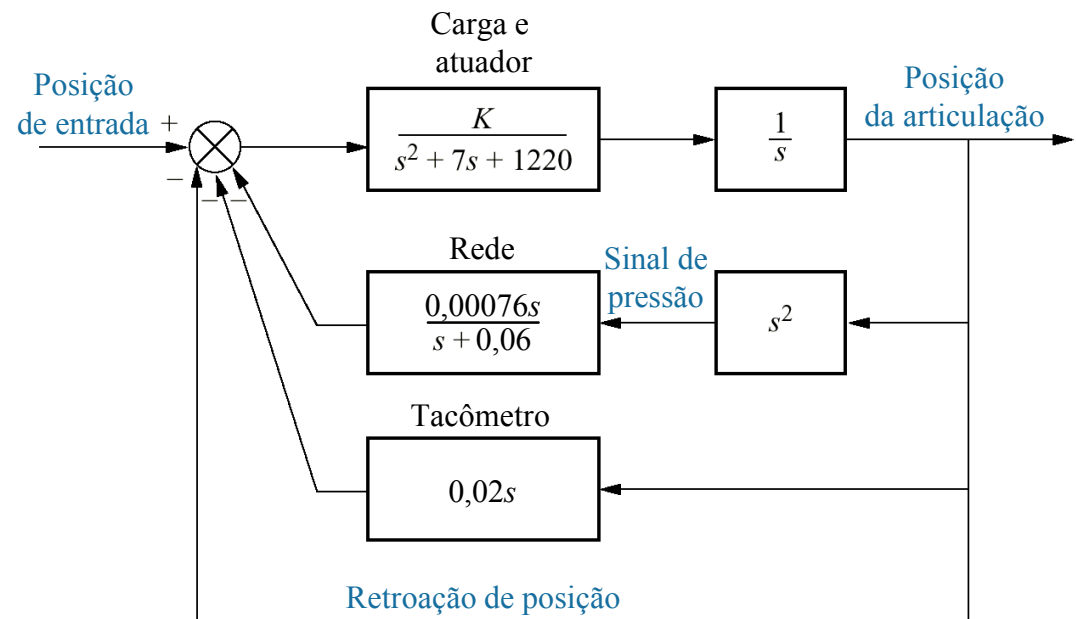 Carga e
atuador
Posição
de entrada
+
−
−
−
K
s² + 7s + 1220
1
s
Posição
da articulação
Rede
0,00076s
s + 0,06
Sinal de
pressão
s²
Tacômetro
0,02s
Retroação de posição